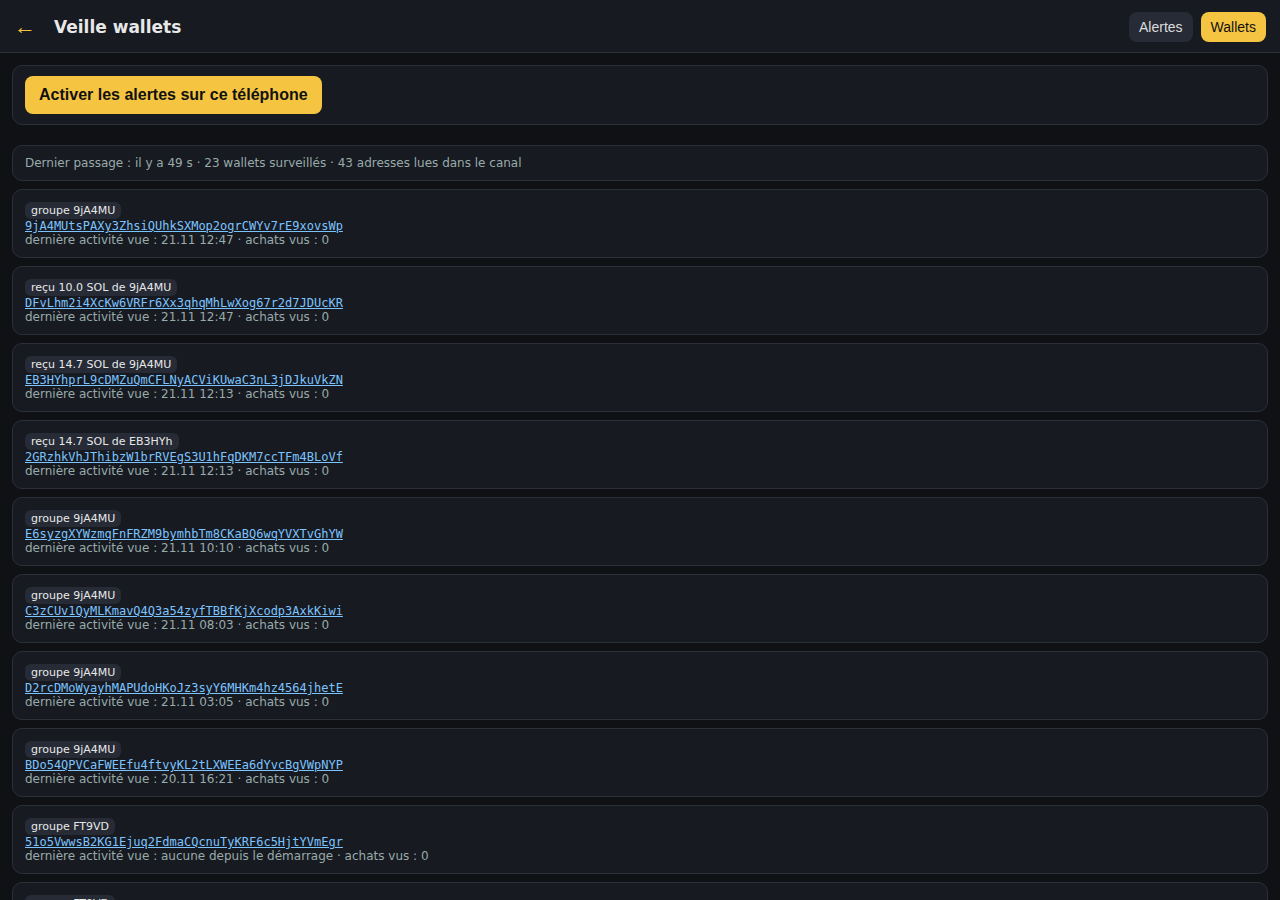 ← Veille wallets Alertes Wallets
Activer les alertes sur ce téléphone
Dernier passage : il y a 49 s · 23 wallets surveillés · 43 adresses lues dans le canal
groupe 9jA4MU
9jA4MUtsPAXy3ZhsiQUhkSXMop2ogrCWYv7rE9xovsWp
dernière activité vue : 21.11 12:47 · achats vus : 0
reçu 10.0 SOL de 9jA4MU
DFvLhm2i4XcKw6VRFr6Xx3qhqMhLwXog67r2d7JDUcKR
dernière activité vue : 21.11 12:47 · achats vus : 0
reçu 14.7 SOL de 9jA4MU
EB3HYhprL9cDMZuQmCFLNyACViKUwaC3nL3jDJkuVkZN
dernière activité vue : 21.11 12:13 · achats vus : 0
reçu 14.7 SOL de EB3HYh
2GRzhkVhJThibzW1brRVEgS3U1hFqDKM7ccTFm4BLoVf
dernière activité vue : 21.11 12:13 · achats vus : 0
groupe 9jA4MU
E6syzgXYWzmqFnFRZM9bymhbTm8CKaBQ6wqYVXTvGhYW
dernière activité vue : 21.11 10:10 · achats vus : 0
groupe 9jA4MU
C3zCUv1QyMLKmavQ4Q3a54zyfTBBfKjXcodp3AxkKiwi
dernière activité vue : 21.11 08:03 · achats vus : 0
groupe 9jA4MU
D2rcDMoWyayhMAPUdoHKoJz3syY6MHKm4hz4564jhetE
dernière activité vue : 21.11 03:05 · achats vus : 0
groupe 9jA4MU
BDo54QPVCaFWEEfu4ftvyKL2tLXWEEa6dYvcBgVWpNYP
dernière activité vue : 20.11 16:21 · achats vus : 0
groupe FT9VD
51o5VwwsB2KG1Ejuq2FdmaCQcnuTyKRF6c5HjtYVmEgr
dernière activité vue : aucune depuis le démarrage · achats vus : 0